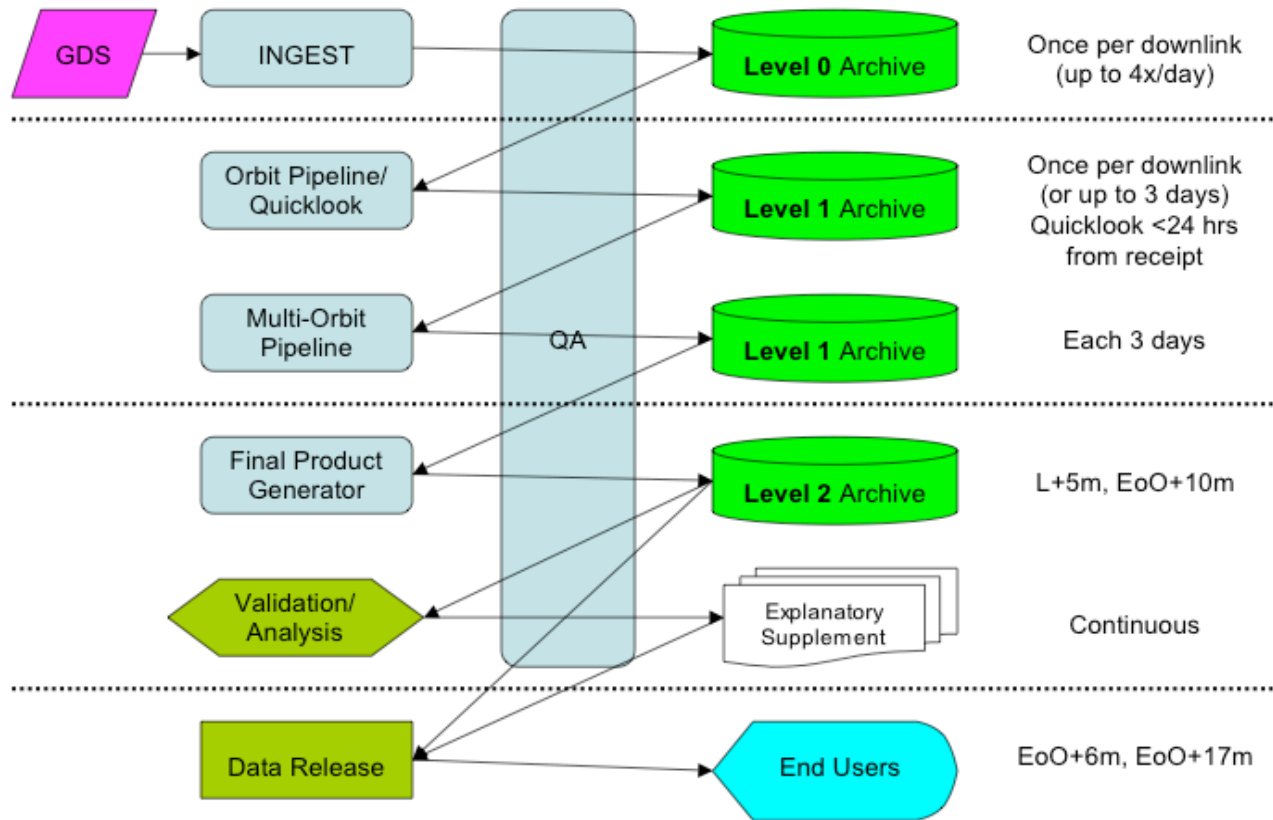 GDS
INGEST
Level 0 Archive
Once per downlink
(up to 4x/day)
Orbit Pipeline/
Quicklook
Level 1 Archive
Once per downlink
(or up to 3 days)
Quicklook <24 hrs
from receipt
Multi-Orbit
Pipeline
QA
Level 1 Archive
Each 3 days
Final Product
Generator
Level 2 Archive
L+5m, EoO+10m
Validation/
Analysis
Explanatory
Supplement
Continuous
Data Release
End Users
EoO+6m, EoO+17m